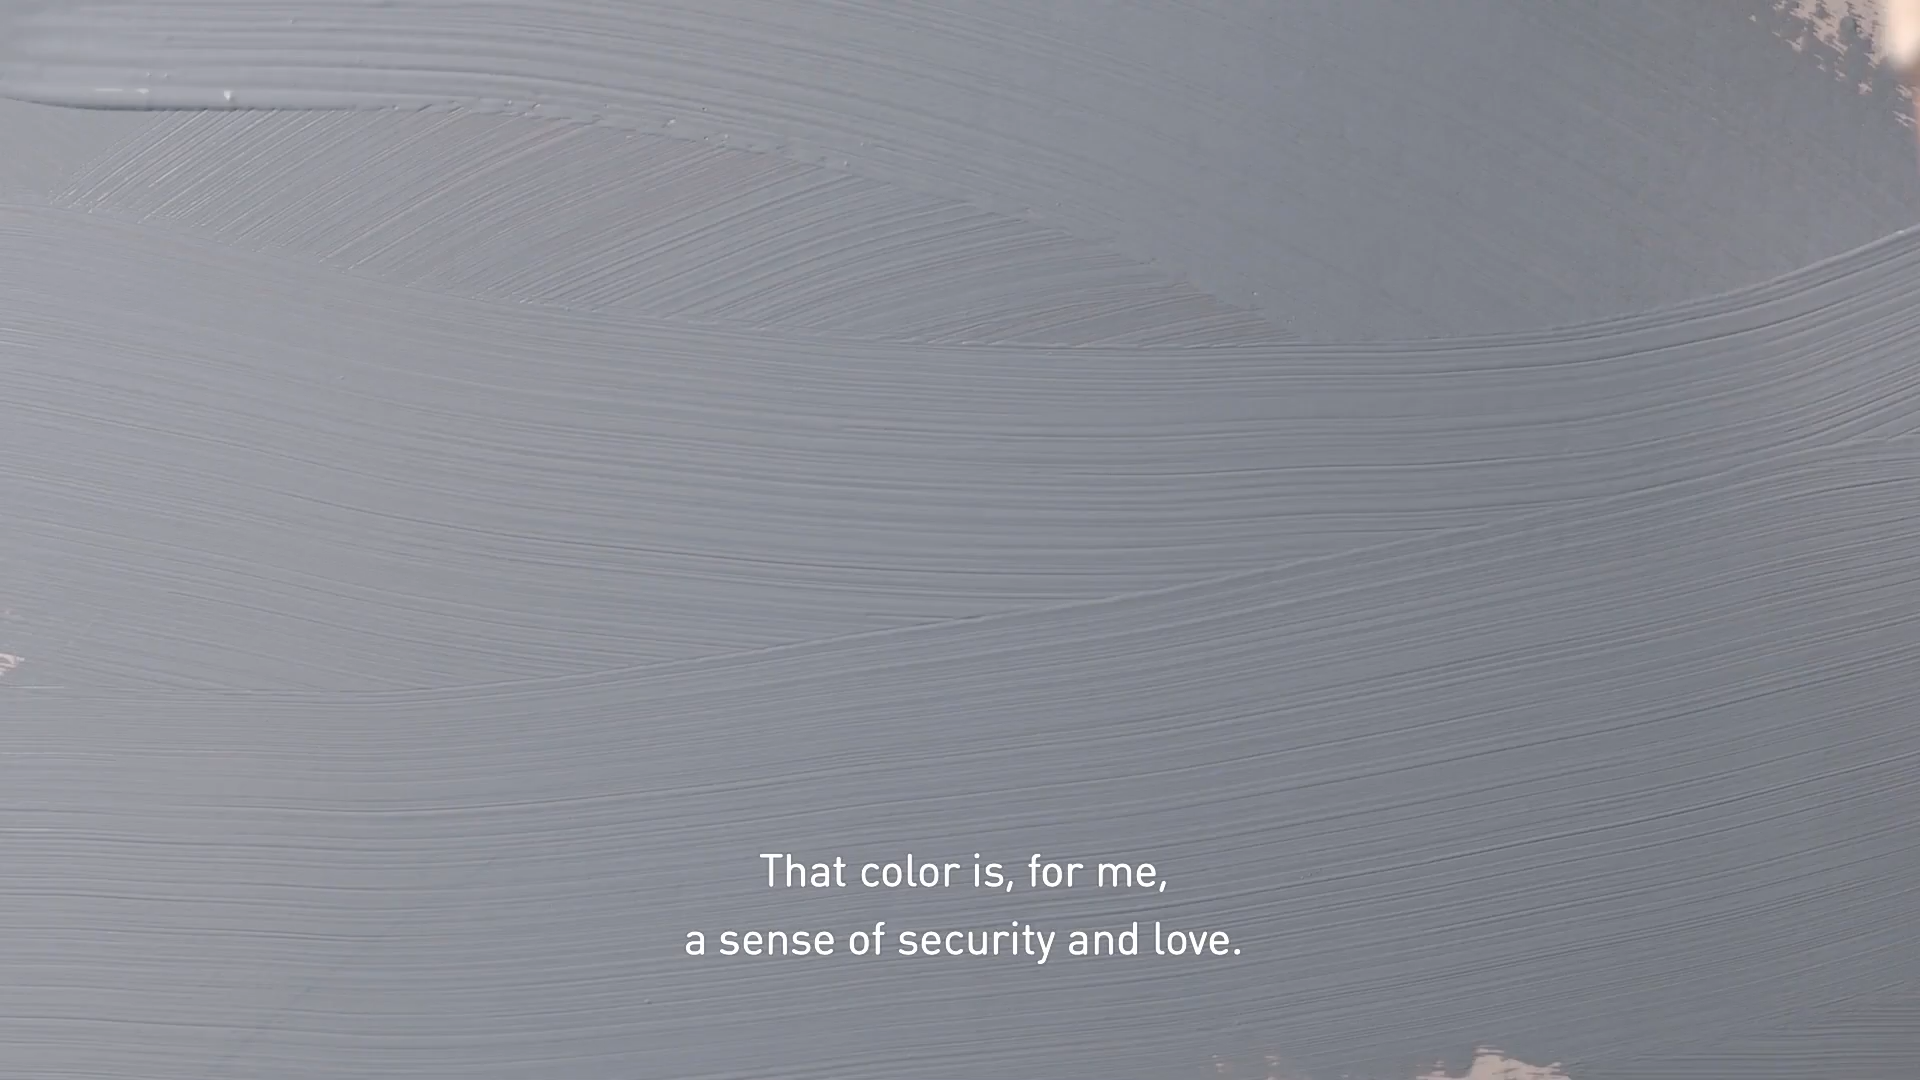 That color is, for me,
a sense of security and love.